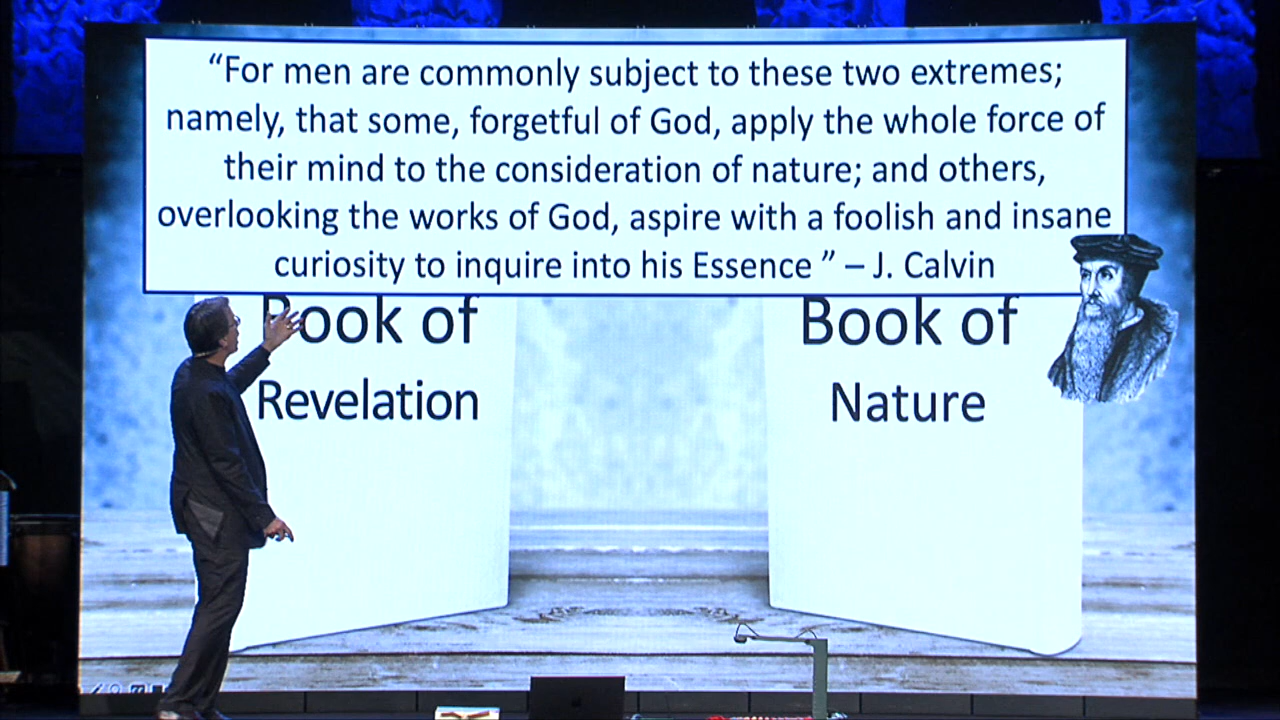 “For men are commonly subject to these two extremes;
namely, that some, forgetful of God, apply the whole force of
their mind to the consideration of nature; and others,
overlooking the works of God, aspire with a foolish and insane
curiosity to inquire into his Essence ” – J. Calvin
Book of
Revelation
Book of
Nature